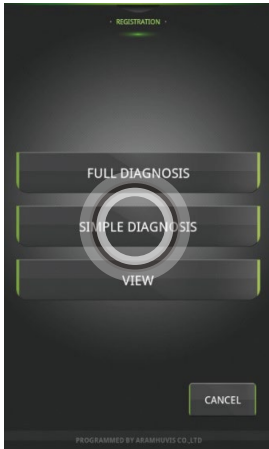 · REGISTRATION ·
FULL DIAGNOSIS
SIMPLE DIAGNOSIS
VIEW
CANCEL
PROGRAMMED BY ARAMHUVIS CO.,LTD